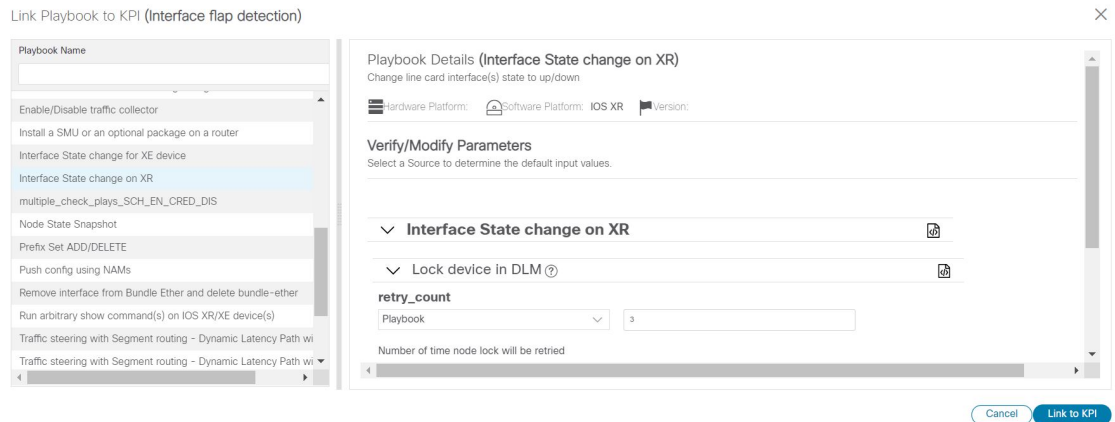 Link Playbook to KPI (Interface flap detection)
Playbook Name
Enable/Disable traffic collector
Install a SMU or an optional package on a router
Interface State change for XE device
Interface State change on XR
multiple_check_plays_SCH_EN_CRED_DIS
Node State Snapshot
Prefix Set ADD/DELETE
Push config using NAMs
Remove interface from Bundle Ether and delete bundle-ether
Run arbitrary show command(s) on IOS XR/XE device(s)
Traffic steering with Segment routing - Dynamic Latency Path wi
Traffic steering with Segment routing - Dynamic Latency Path wi
Playbook Details (Interface State change on XR)
Change line card interface(s) state to up/down
Hardware Platform: Software Platform: IOS XR Version:
Verify/Modify Parameters
Select a Source to determine the default input values.
Interface State change on XR
Lock device in DLM ?
retry_count
Playbook 3
Number of time node lock will be retried
Cancel Link to KPI